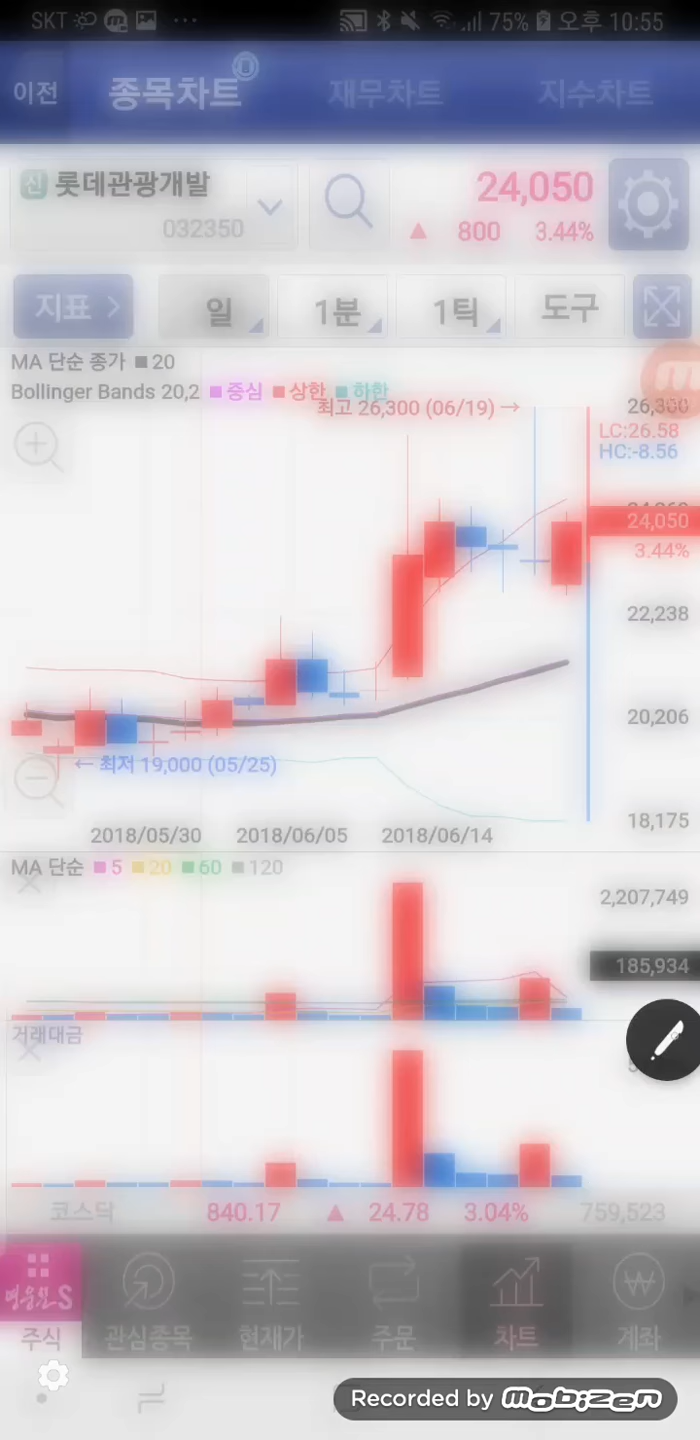 SKT 75% 오후 10:55
이전 종목차트 재무차트 지수차트
신 롯데관광개발 24,050
032350 ▲ 800 3.44%
지표 일 1분 1틱 도구
MA 단순 종가 ■20
Bollinger Bands 20,2 ■중심 ■상한 ■하한
최고 26,300 (06/19) → 26,300
LC:26.58
HC:-8.56
24,050
3.44%
22,238
20,206
← 최저 19,000 (05/25)
18,175
2018/05/30 2018/06/05 2018/06/14
MA 단순 ■5 ■20 ■60 ■120
2,207,749
185,934
거래대금
코스닥 840.17 ▲ 24.78 3.04% 759,523
영웅문S
주식 관심종목 현재가 주문 차트 계좌
Recorded by mobizen